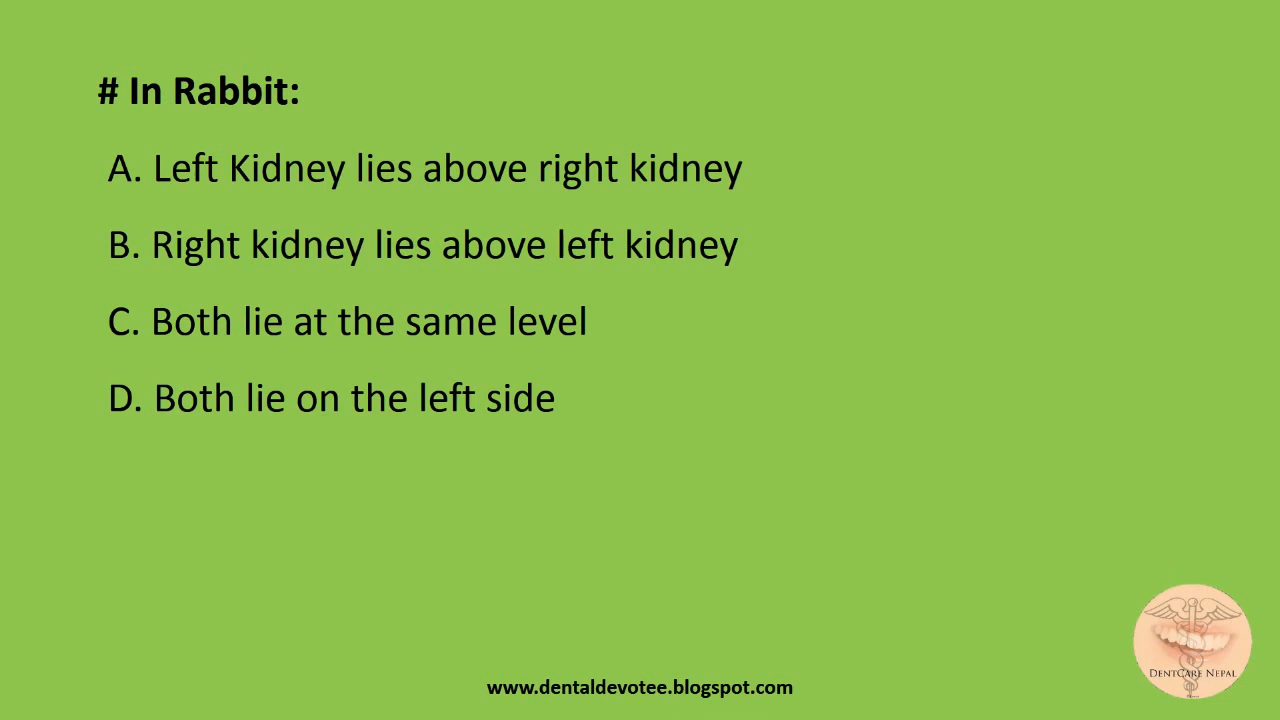 # In Rabbit:
A. Left Kidney lies above right kidney
B. Right kidney lies above left kidney
C. Both lie at the same level
D. Both lie on the left side
DENTCARE NEPAL
www.dentaldevotee.blogspot.com